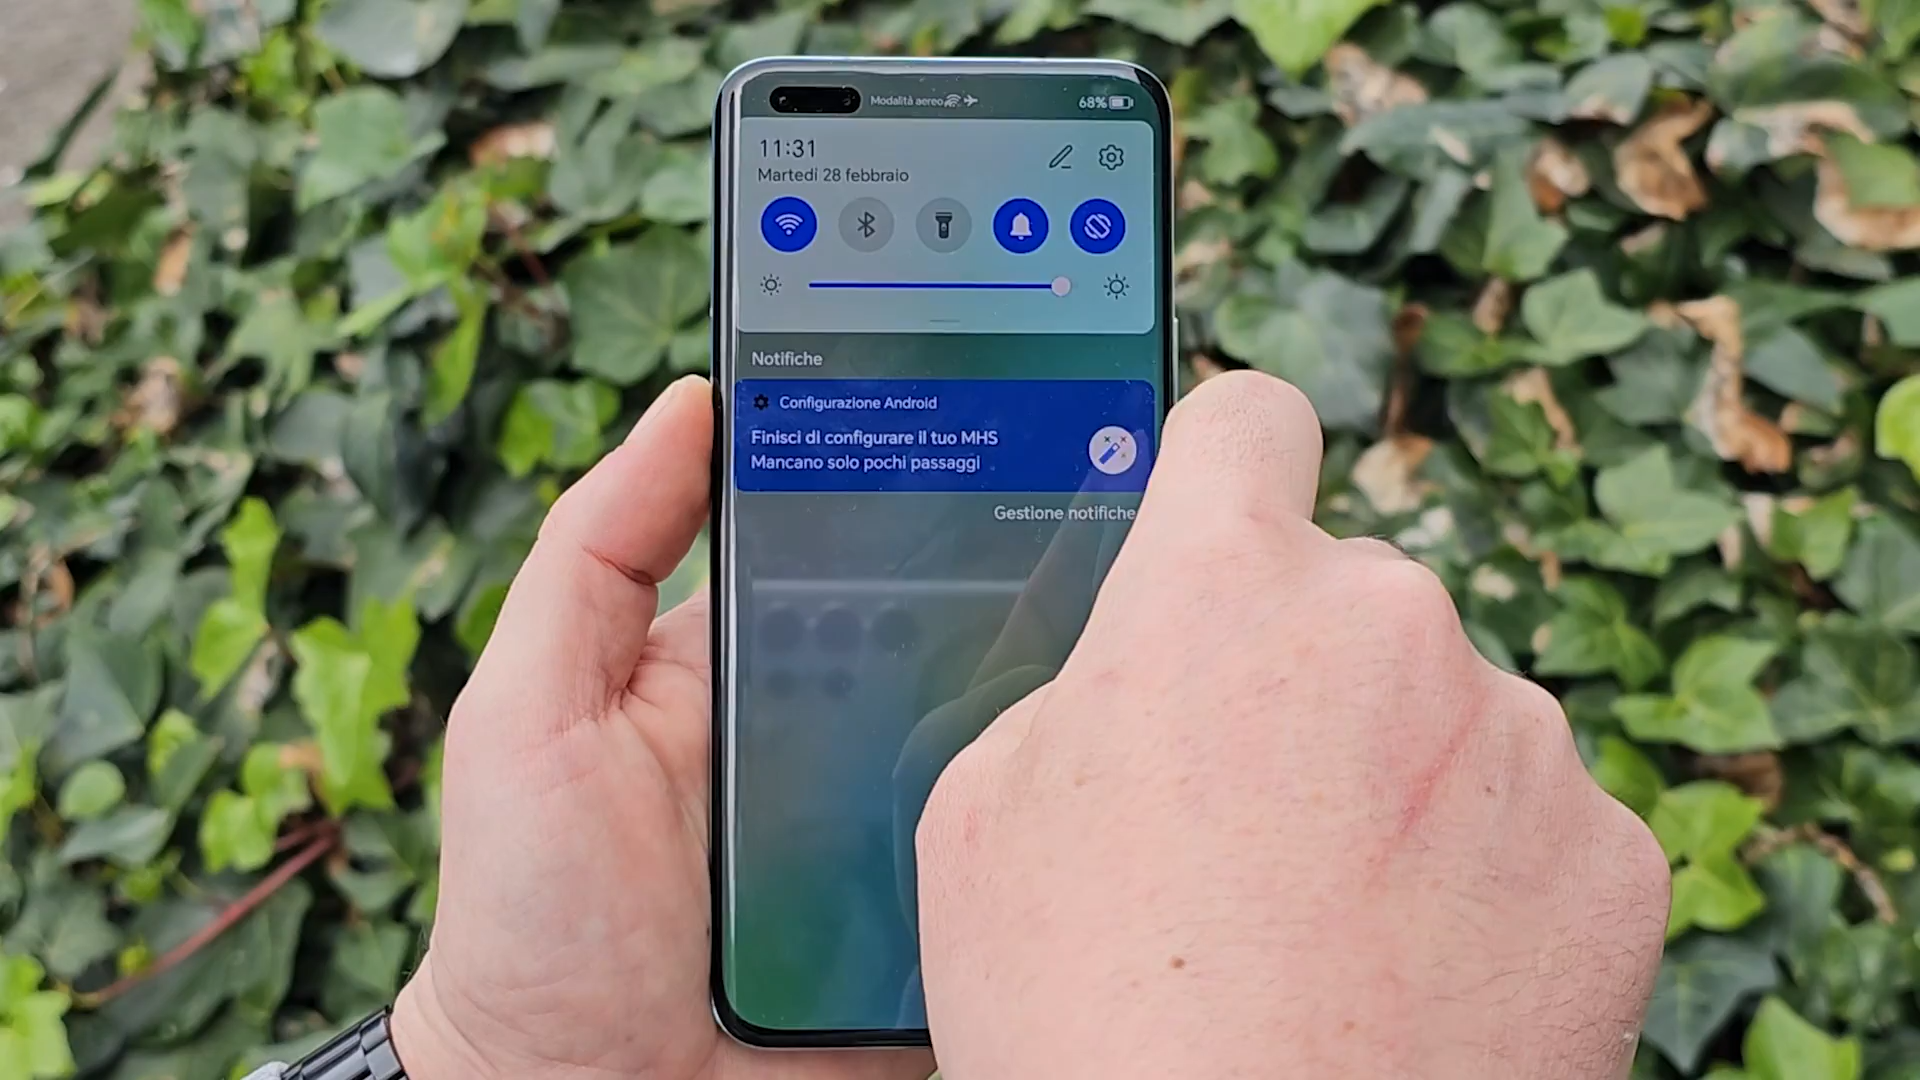 Modalità aereo
68%
11:31
Martedì 28 febbraio
Notifiche
Configurazione Android
Finisci di configurare il tuo MHS
Mancano solo pochi passaggi
Gestione notifiche